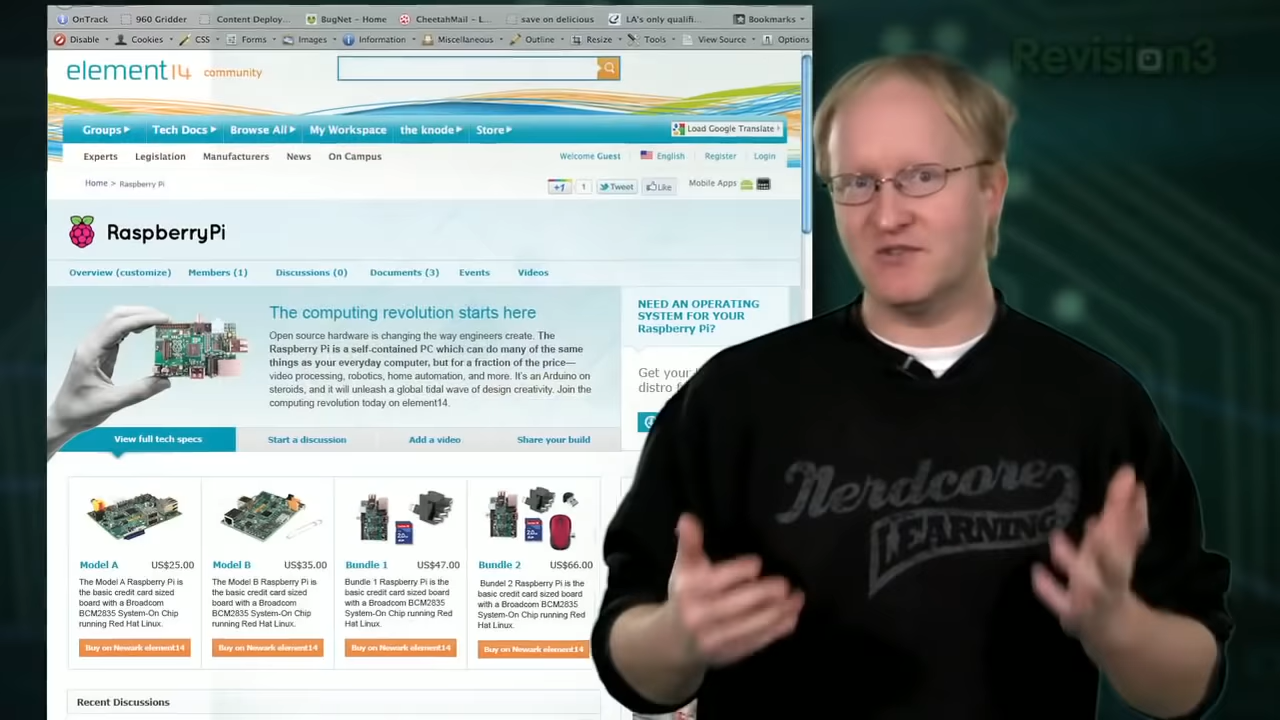 OnTrack 960 Gridder Content Deploy... BugNet - Home CheetahMail - L... save on delicious LA's only qualifi... Bookmarks
Disable Cookies CSS Forms Images Information Miscellaneous Outline Resize Tools View Source Options
Revision3
element14 community
Groups Tech Docs Browse All My Workspace the knode Store Load Google Translate
Experts Legislation Manufacturers News On Campus Welcome Guest English Register Login
Home > Raspberry Pi +1 1 Tweet Like Mobile Apps
RaspberryPi
Overview (customize) Members (1) Discussions (0) Documents (3) Events Videos
The computing revolution starts here
Open source hardware is changing the way engineers create. The
Raspberry Pi is a self-contained PC which can do many of the same
things as your everyday computer, but for a fraction of the price—
video processing, robotics, home automation, and more. It's an Arduino on
steroids, and it will unleash a global tidal wave of design creativity. Join the
computing revolution today on element14.
NEED AN OPERATING
SYSTEM FOR YOUR
Raspberry Pi?
Get your
distro
View full tech specs Start a discussion Add a video Share your build
Model A US$25.00
The Model A Raspberry Pi is
the basic credit card sized
board with a Broadcom
BCM2835 System-On Chip
running Red Hat Linux.
Buy on Newark element14
Model B US$35.00
The Model B Raspberry Pi is
the basic credit card sized
board with a Broadcom
BCM2835 System-On Chip
running Red Hat Linux.
Buy on Newark element14
Bundle 1 US$47.00
Bundle 1 Raspberry Pi is the
basic credit card sized
board with a Broadcom
BCM2835 System-On Chip
running Red Hat Linux.
Buy on Newark element14
Bundle 2 US$66.00
Bundel 2 Raspberry Pi is the
basic credit card sized
board with a Broadcom
BCM2835 System-On Chip
running Red Hat Linux.
Buy on Newark element14
Recent Discussions
Nerdcore
LEARNING